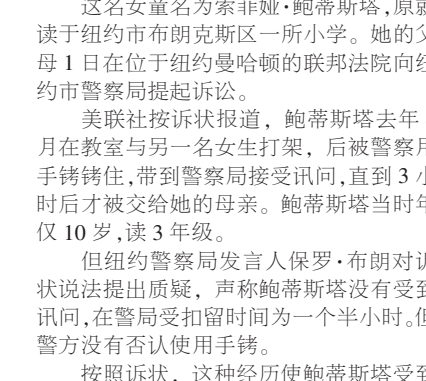 这名女童名为索菲娅·鲍蒂斯塔,原就
读于纽约市布朗克斯区一所小学。她的父
母 1 日在位于纽约曼哈顿的联邦法院向纽
约市警察局提起诉讼。
美联社按诉状报道，鲍蒂斯塔去年
月在教室与另一名女生打架，后被警察用
手铐铐住,带到警察局接受讯问,直到 3 小
时后才被交给她的母亲。鲍蒂斯塔当时年
仅 10 岁,读 3 年级。
但纽约警察局发言人保罗·布朗对诉
状说法提出质疑，声称鲍蒂斯塔没有受到
讯问,在警局受扣留时间为一个半小时。但
警方没有否认使用手铐。
按照诉状，这种经历使鲍蒂斯塔受到